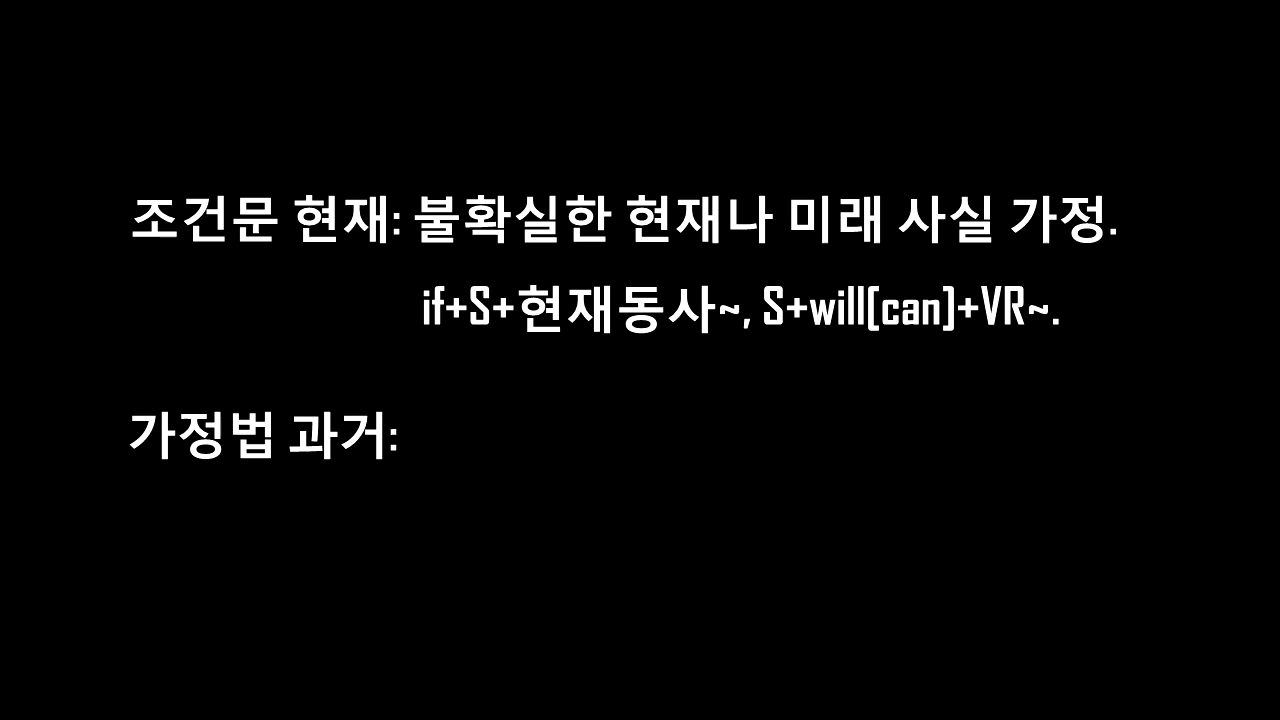 조건문 현재: 불확실한 현재나 미래 사실 가정.
if+S+현재동사~, S+will(can)+VR~.
가정법 과거: